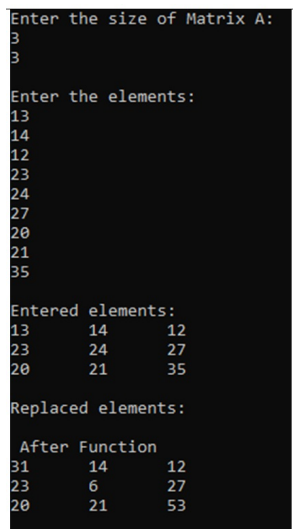 Enter the size of Matrix A:
3
3
Enter the elements:
13
14
12
23
24
27
20
21
35
Entered elements:
13 14 12
23 24 27
20 21 35
Replaced elements:
After Function
31 14 12
23 6 27
20 21 53